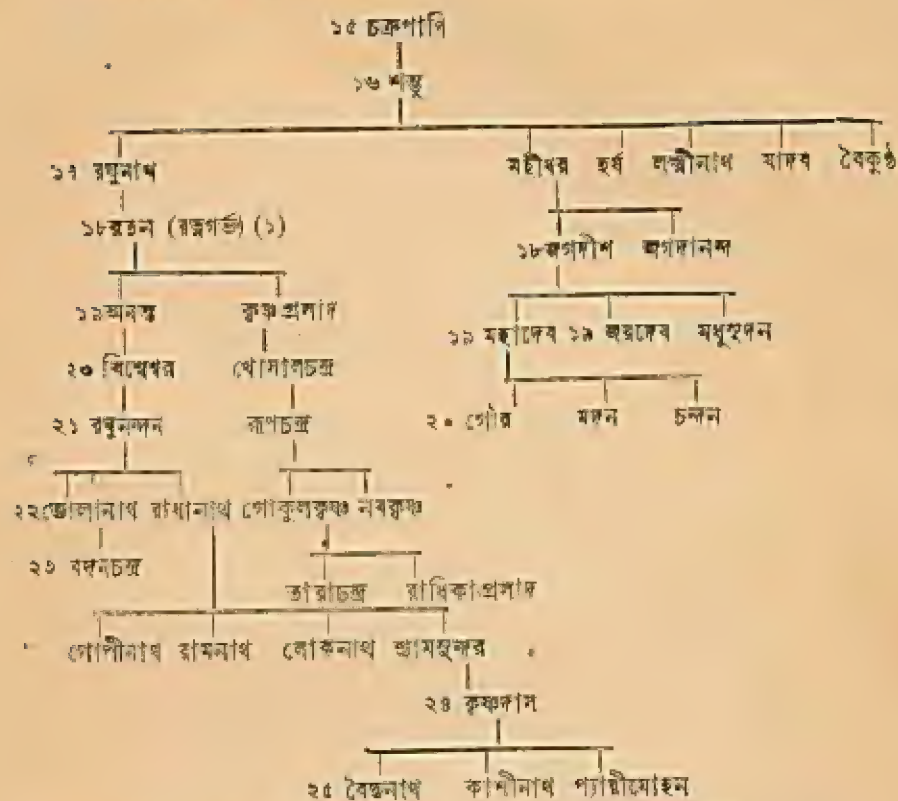 ১৫ চক্রপাণি
১৬ শম্ভু
১৭ রঘুনাথ মহীধর হর্ষ লক্ষ্মীনাথ যাদব বৈকুণ্ঠ
১৮রতন (রত্নগর্ভ) (১) ১৮জগদীশ জগদানন্দ
১৯অনন্ত কৃষ্ণপ্রসাদ ১৯ মহাদেব ১৯ জয়দেব মধুসূদন
২০ বিশ্বেশ্বর খোসালচন্দ্র
২১ রঘুনন্দন রূপচন্দ্র ২০ গৌর মদন চন্দন
২২ভোলানাথ রাধানাথ গোকুলকৃষ্ণ নবকৃষ্ণ
২৩ বদনচন্দ্র
তারাচন্দ্র রাধিকাপ্রসাদ
গোপীনাথ রামনাথ লোকনাথ শ্যামসুন্দর
২৪ কৃষ্ণদাস
২৫ বৈদ্যনাথ কাশীনাথ প্যারীমোহন